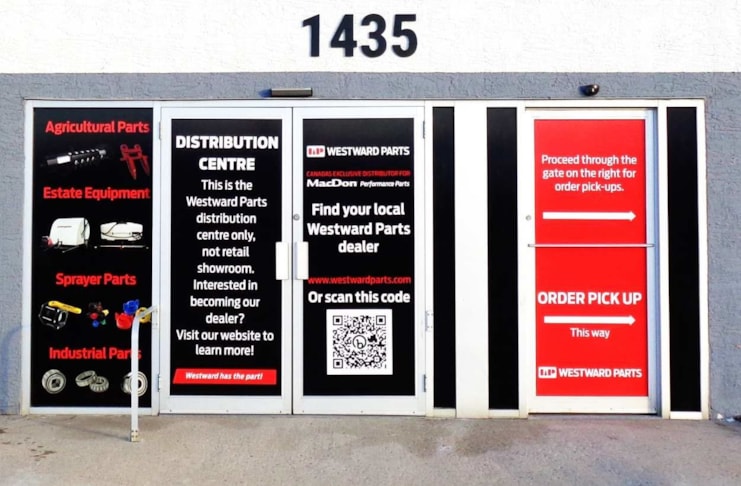 1435
Agricultural Parts
Estate Equipment
Sprayer Parts
Industrial Parts
DISTRIBUTION
CENTRE
This is the
Westward Parts
distribution
centre only,
not retail
showroom.
Interested in
becoming our
dealer?
Visit our website to
learn more!
Westward has the part!
WP WESTWARD PARTS
CANADAS EXCLUSIVE DISTRIBUTOR FOR
MacDon Performance Parts
Find your local
Westward Parts
dealer
www.westwardparts.com
Or scan this code
Proceed through the
gate on the right for
order pick-ups.
ORDER PICK UP
This way
WP WESTWARD PARTS